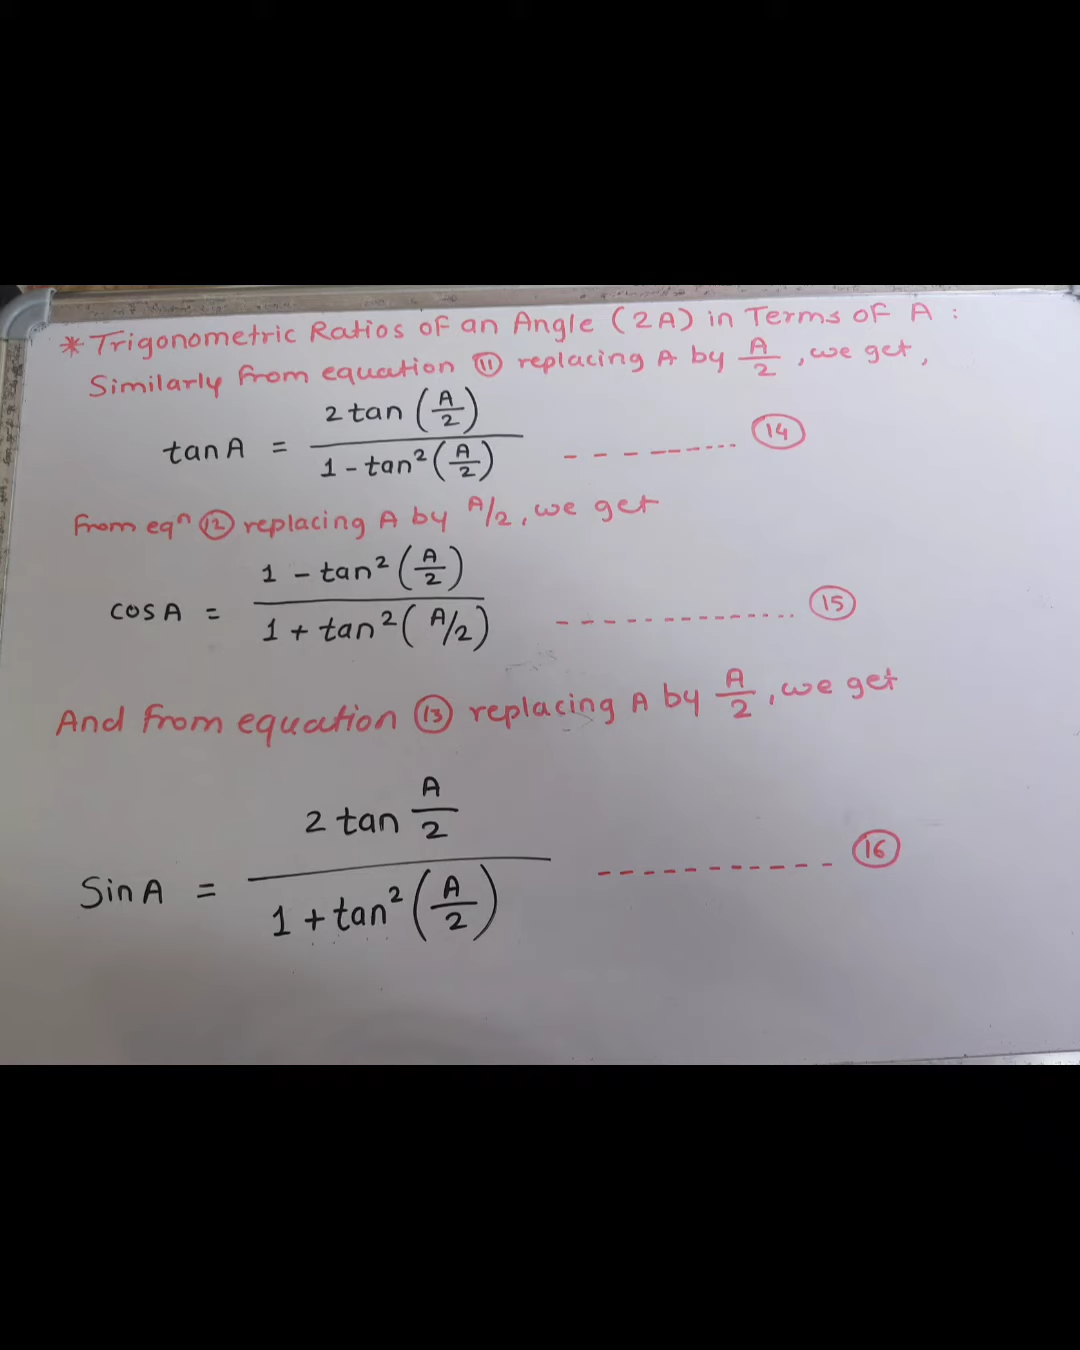 * Trigonometric Ratios of an Angle (2A) in Terms of A :
Similarly from equation ⑪ replacing A by A/2, we get,
tan A = 2 tan (A/2) / 1 - tan² (A/2) ---------- ⑭
From eqⁿ ⑫ replacing A by A/2, we get
cos A = 1 - tan² (A/2) / 1 + tan² (A/2) ------------- ⑮
And from equation ⑬ replacing A by A/2, we get
Sin A = 2 tan A/2 / 1 + tan² (A/2) ----------- ⑯